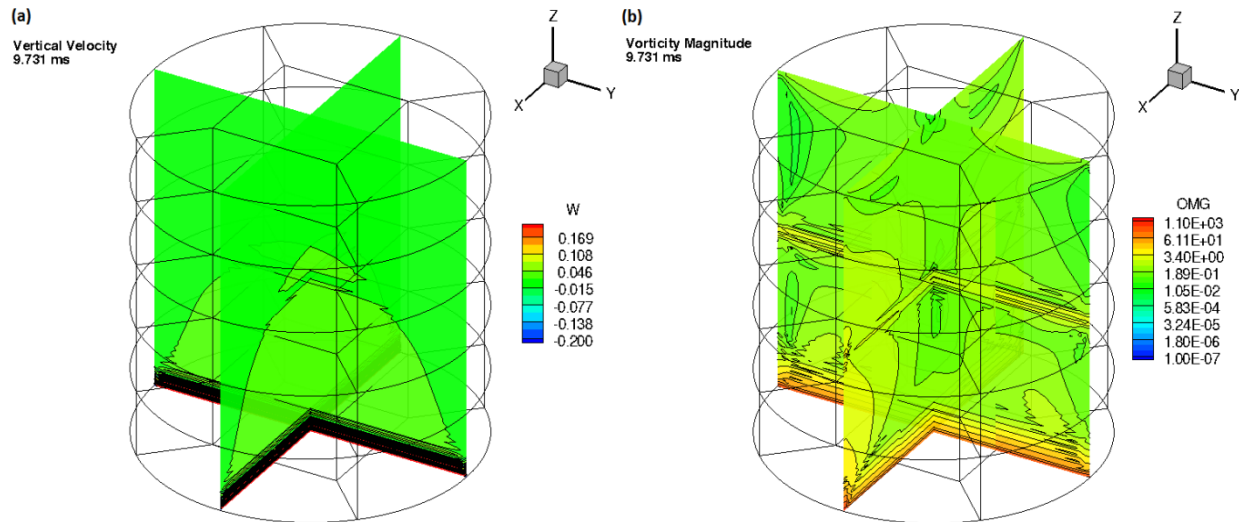 (a)
Vertical Velocity
9.731 ms
Z
X
Y
W
0.169
0.108
0.046
-0.015
-0.077
-0.138
-0.200
(b)
Vorticity Magnitude
9.731 ms
Z
X
Y
OMG
1.10E+03
6.11E+01
3.40E+00
1.89E-01
1.05E-02
5.83E-04
3.24E-05
1.80E-06
1.00E-07